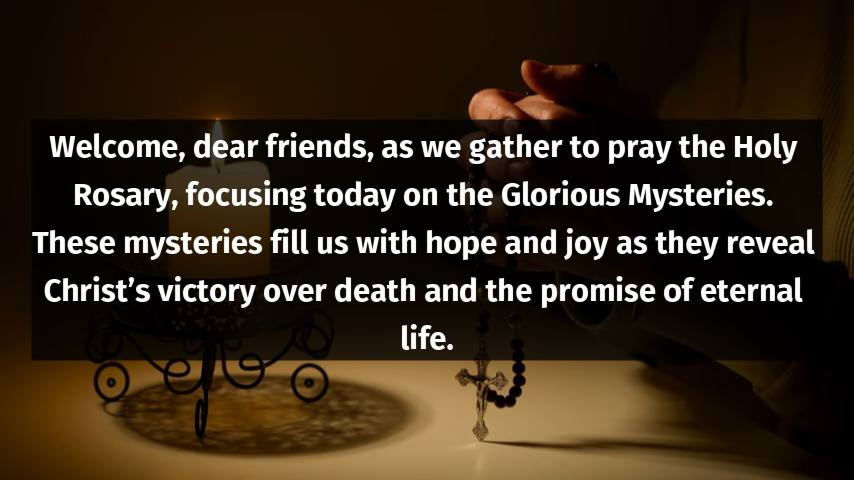 Welcome, dear friends, as we gather to pray the Holy
Rosary, focusing today on the Glorious Mysteries.
These mysteries fill us with hope and joy as they reveal
Christ’s victory over death and the promise of eternal
life.